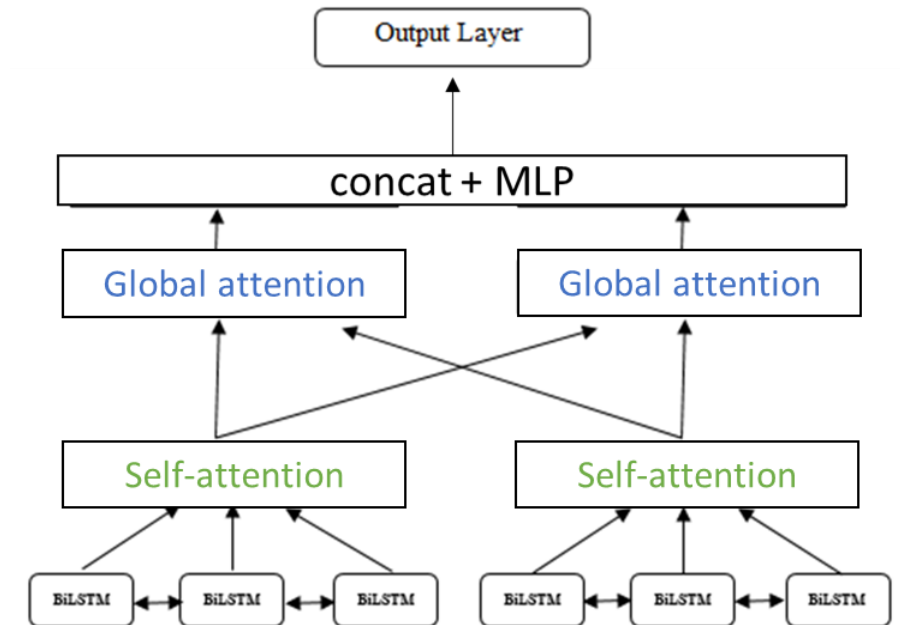 Output Layer
concat + MLP
Global attention
Global attention
Self-attention
Self-attention
BiLSTM
BiLSTM
BiLSTM
BiLSTM
BiLSTM
BiLSTM